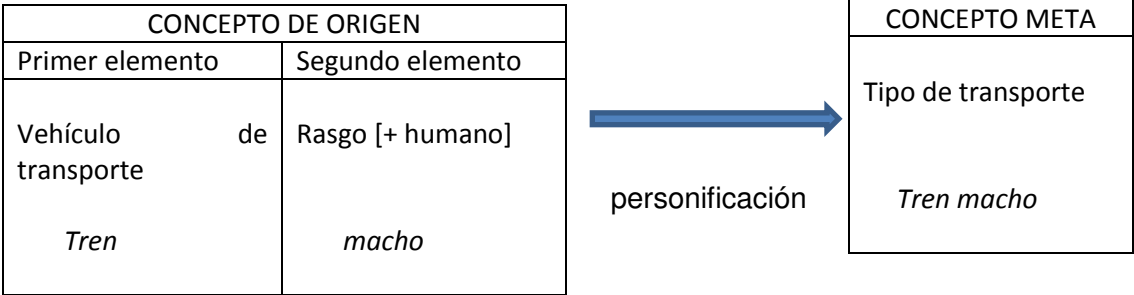 CONCEPTO DE ORIGEN
Primer elemento
Segundo elemento
Vehículo de
transporte
Rasgo [+ humano]
Tren
macho
personificación
CONCEPTO META
Tipo de transporte
Tren macho